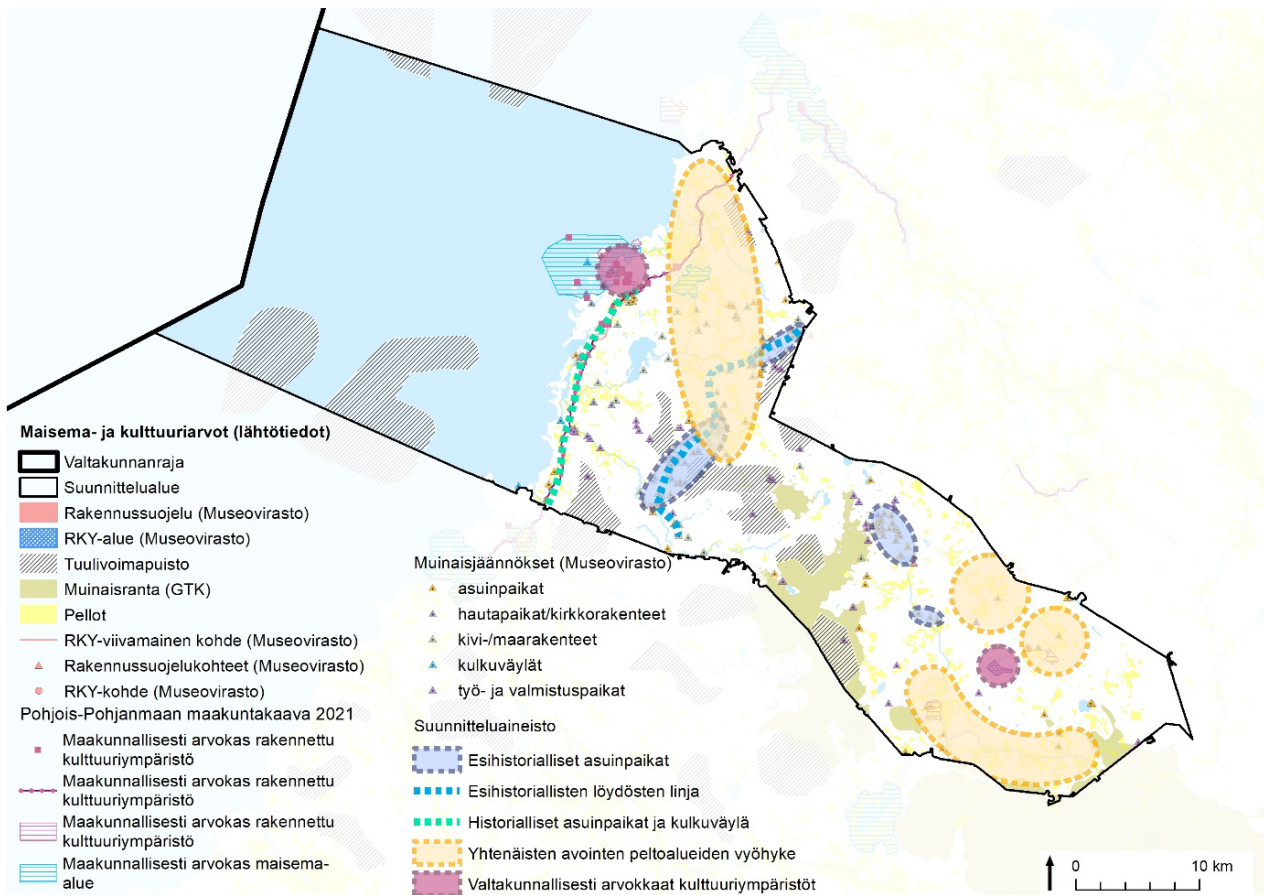 Maisema- ja kulttuuriarvot (lähtötiedot)
Valtakunnanraja
Suunnittelualue
Rakennussuojelu (Museovirasto)
RKY-alue (Museovirasto)
Tuulivoimapuisto
Muinaisranta (GTK)
Pellot
RKY-viivamainen kohde (Museovirasto)
Rakennussuojelukohteet (Museovirasto)
RKY-kohde (Museovirasto)
Pohjois-Pohjanmaan maakuntakaava 2021
Maakunnallisesti arvokas rakennettu
kulttuuriympäristö
Maakunnallisesti arvokas rakennettu
kulttuuriympäristö
Maakunnallisesti arvokas rakennettu
kulttuuriympäristö
Maakunnallisesti arvokas maisema-
alue
Muinaisjäännökset (Museovirasto)
asuinpaikat
hautapaikat/kirkkorakenteet
kivi-/maarakenteet
kulkuväylät
työ- ja valmistuspaikat
Suunnitteluaineisto
Esihistorialliset asuinpaikat
Esihistoriallisten löydösten linja
Historialliset asuinpaikat ja kulkuväylä
Yhtenäisten avointen peltoalueiden vyöhyke
Valtakunnallisesti arvokkaat kulttuuriympäristöt
0 10 km